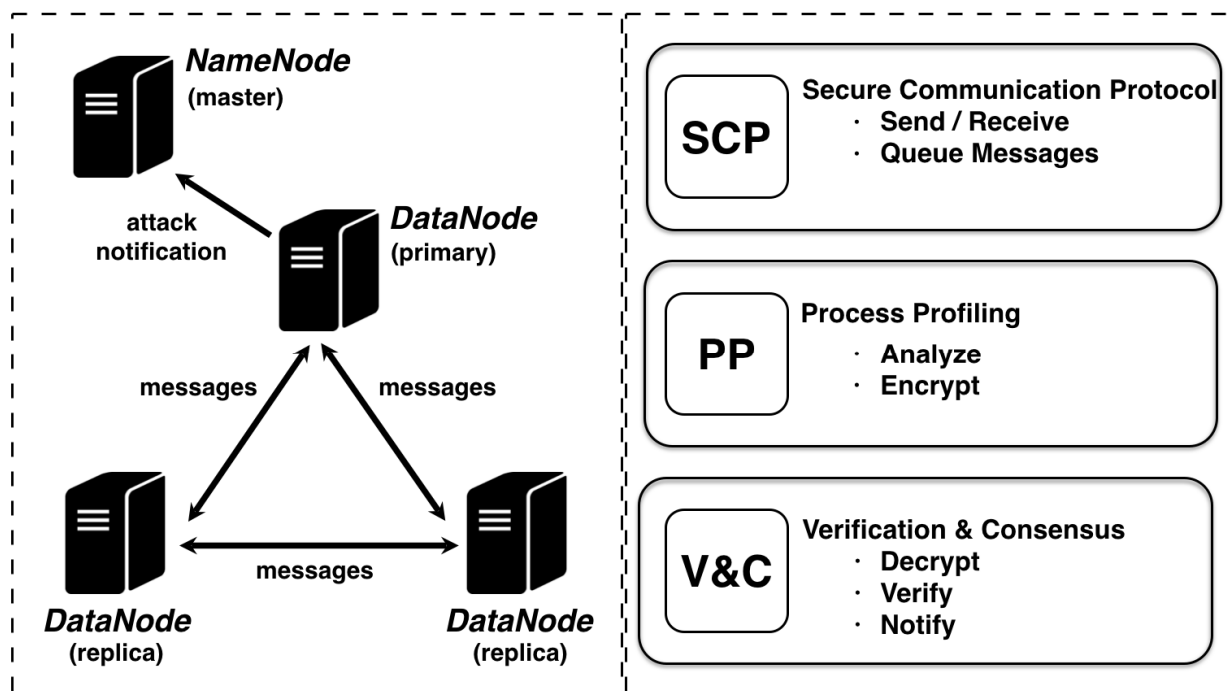 NameNode
(master)
attack
notification
DataNode
(primary)
messages
messages
messages
DataNode
(replica)
DataNode
(replica)
SCP
Secure Communication Protocol
· Send / Receive
· Queue Messages
PP
Process Profiling
· Analyze
· Encrypt
V&C
Verification & Consensus
· Decrypt
· Verify
· Notify